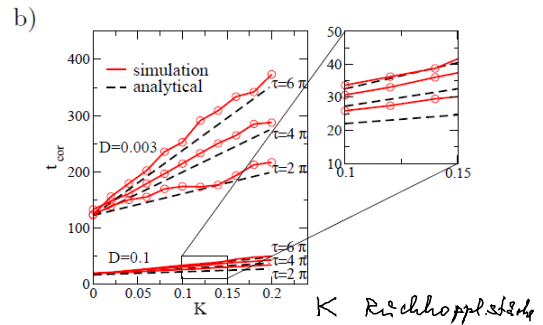 b)
400
300
200
100
0
t_cor
simulation
analytical
D=0.003
τ=6 π
τ=4 π
τ=2 π
D=0.1
τ=6 π
τ=4 π
τ=2 π
0 0.05 0.1 0.15 0.2
K
50
40
30
20
10
0.1 0.15
K